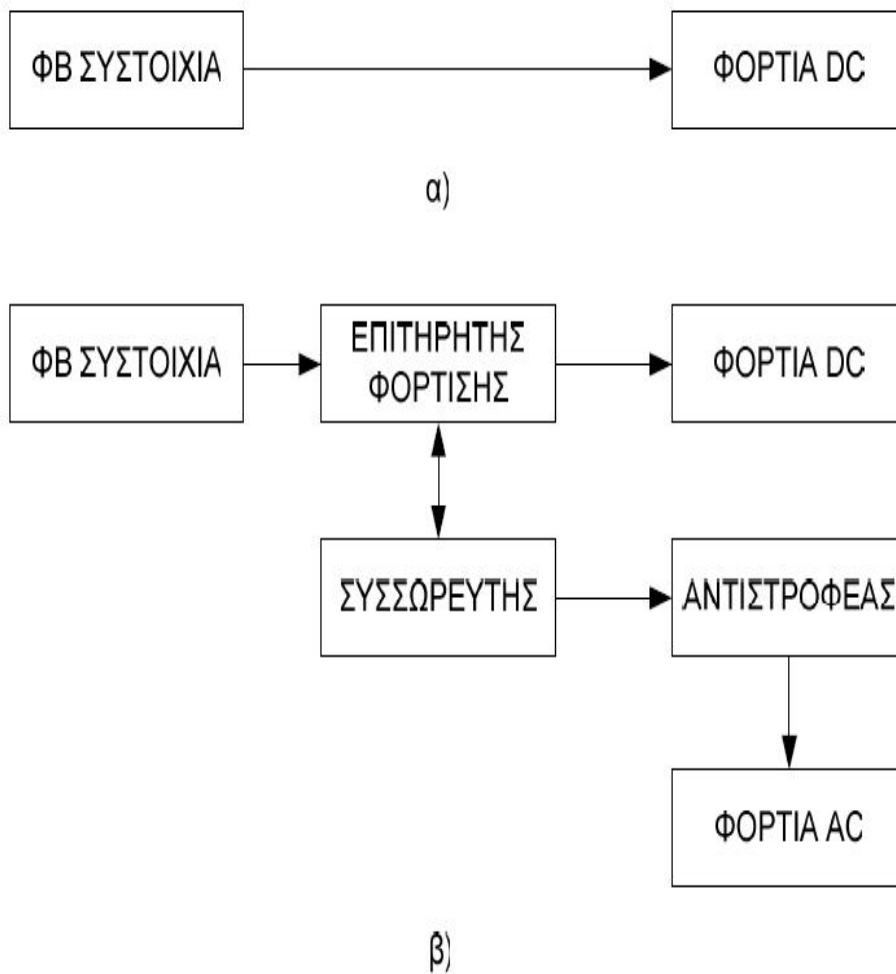 ΦΒ ΣΥΣΤΟΙΧΙΑ
ΦΟΡΤΙΑ DC
α)
ΦΒ ΣΥΣΤΟΙΧΙΑ
ΕΠΙΤΗΡΗΤΗΣ
ΦΟΡΤΙΣΗΣ
ΦΟΡΤΙΑ DC
ΣΥΣΣΩΡΕΥΤΗΣ
ΑΝΤΙΣΤΡΟΦΕΑΣ
ΦΟΡΤΙΑ AC
β)